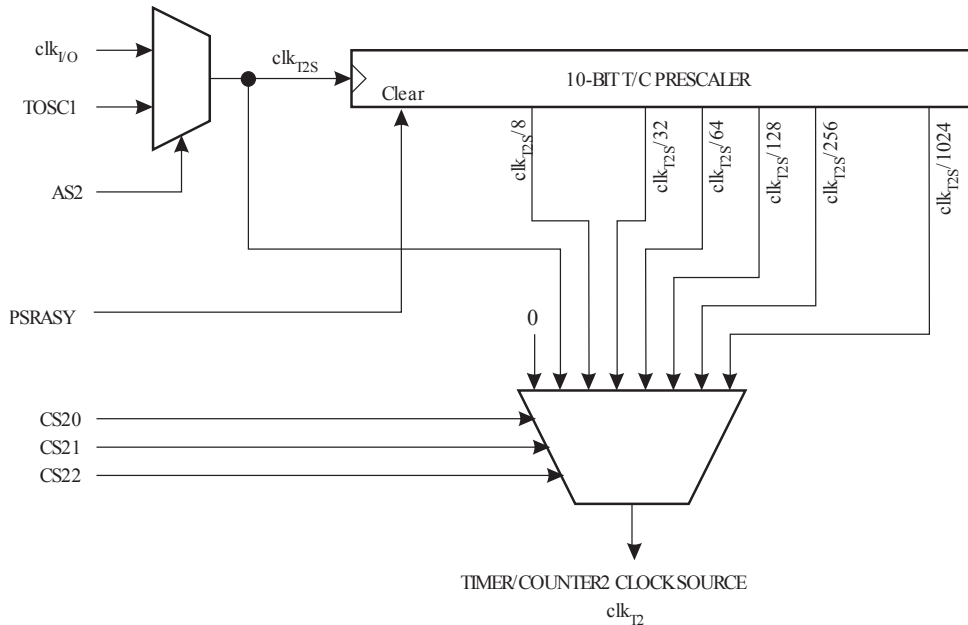 clkI/O
clkT2S
10-BIT T/C PRESCALER
TOSC1
Clear
clkT2S/8
clkT2S/32
clkT2S/64
clkT2S/128
clkT2S/256
clkT2S/1024
AS2
PSRASY
0
CS20
CS21
CS22
TIMER/COUNTER2 CLOCK SOURCE
clkT2